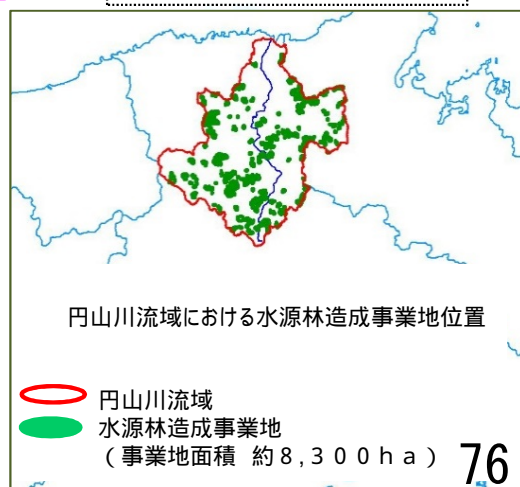 円山川流域における水源林造成事業地位置
円山川流域
水源林造成事業地
（事業地面積 約８,３００ｈａ）
76